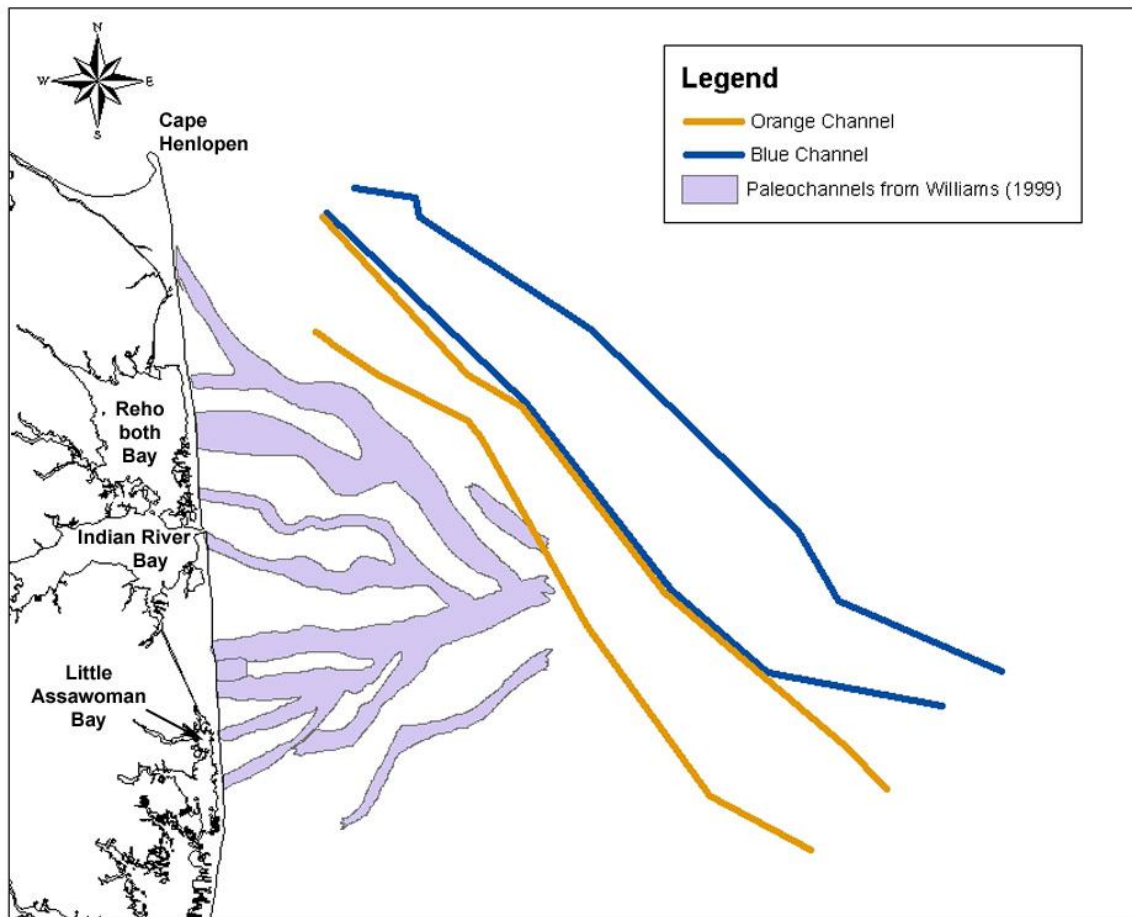 N
W
E
S
Cape
Henlopen
Legend
Orange Channel
Blue Channel
Paleochannels from Williams (1999)
Reho
both
Bay
Indian River
Bay
Little
Assawoman
Bay